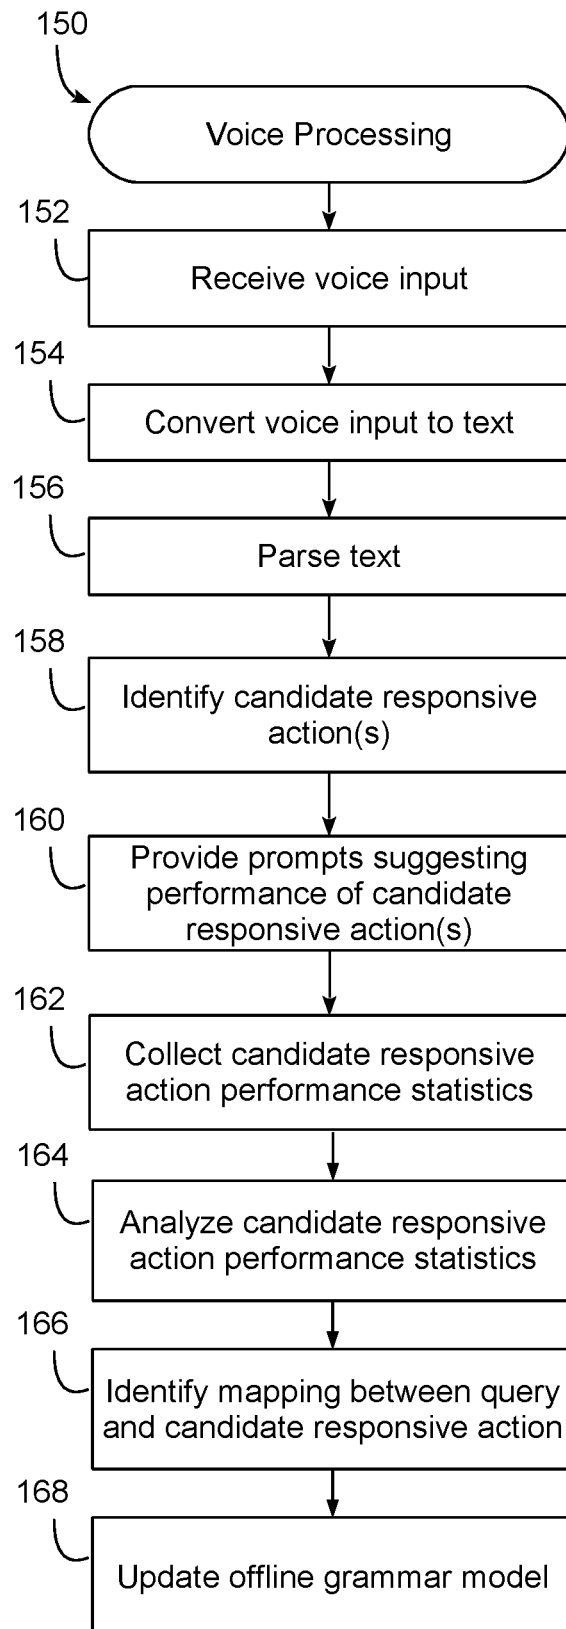 150
Voice Processing
152
Receive voice input
154
Convert voice input to text
156
Parse text
158
Identify candidate responsive
action(s)
160
Provide prompts suggesting
performance of candidate
responsive action(s)
162
Collect candidate responsive
action performance statistics
164
Analyze candidate responsive
action performance statistics
166
Identify mapping between query
and candidate responsive action
168
Update offline grammar model